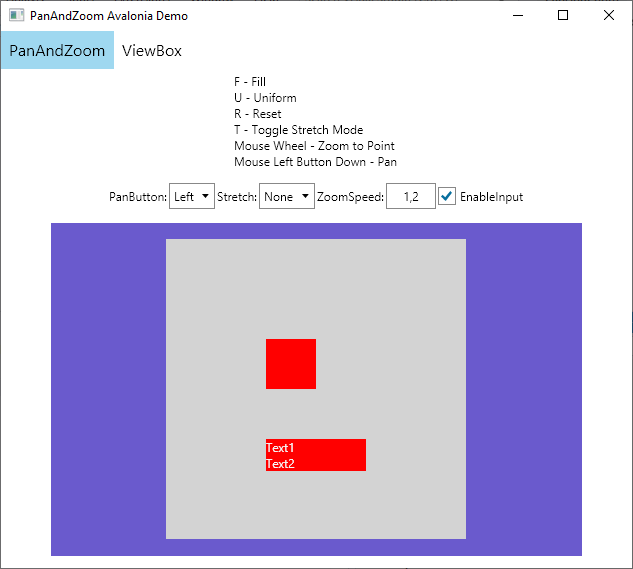 PanAndZoom Avalonia Demo
PanAndZoom ViewBox
F - Fill
U - Uniform
R - Reset
T - Toggle Stretch Mode
Mouse Wheel - Zoom to Point
Mouse Left Button Down - Pan
PanButton: Left Stretch: None ZoomSpeed: 1,2 EnableInput
Text1
Text2